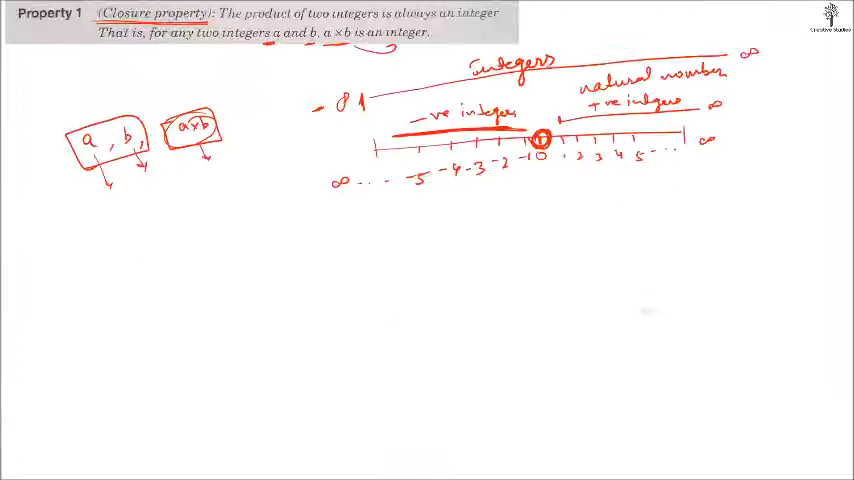 Property 1 (Closure property): The product of two integers is always an integer
That is, for any two integers a and b, a ×b is an integer.
Creative Studios
integers ∞
natural number
-ve integers +ve integers ∞
a , b, a×b
-1 0 1 2 3 4 5 ... ∞
∞ ... -5 -4 -3 -2